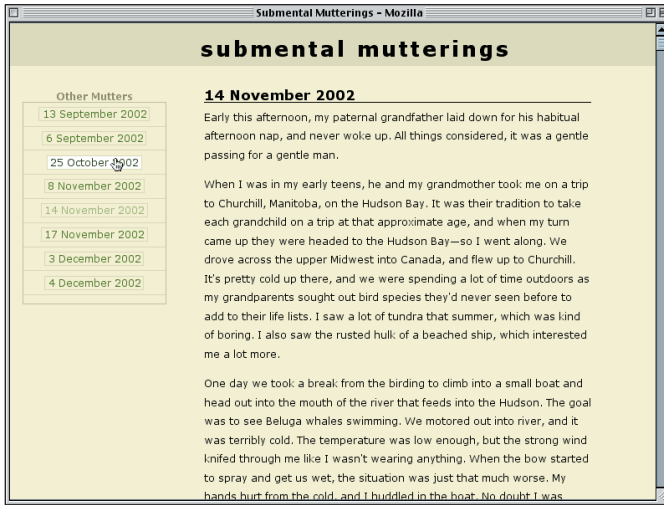 Submental Mutterings – Mozilla
submental mutterings
Other Mutters
13 September 2002
6 September 2002
25 October 2002
8 November 2002
14 November 2002
17 November 2002
3 December 2002
4 December 2002
14 November 2002
Early this afternoon, my paternal grandfather laid down for his habitual
afternoon nap, and never woke up. All things considered, it was a gentle
passing for a gentle man.
When I was in my early teens, he and my grandmother took me on a trip
to Churchill, Manitoba, on the Hudson Bay. It was their tradition to take
each grandchild on a trip at that approximate age, and when my turn
came up they were headed to the Hudson Bay—so I went along. We
drove across the upper Midwest into Canada, and flew up to Churchill.
It's pretty cold up there, and we were spending a lot of time outdoors as
my grandparents sought out bird species they'd never seen before to
add to their life lists. I saw a lot of tundra that summer, which was kind
of boring. I also saw the rusted hulk of a beached ship, which interested
me a lot more.
One day we took a break from the birding to climb into a small boat and
head out into the mouth of the river that feeds into the Hudson. The goal
was to see Beluga whales swimming. We motored out into river, and it
was terribly cold. The temperature was low enough, but the strong wind
knifed through me like I wasn't wearing anything. When the bow started
to spray and get us wet, the situation was just that much worse. My
hands hurt from the cold, and I huddled in the boat. No doubt I was